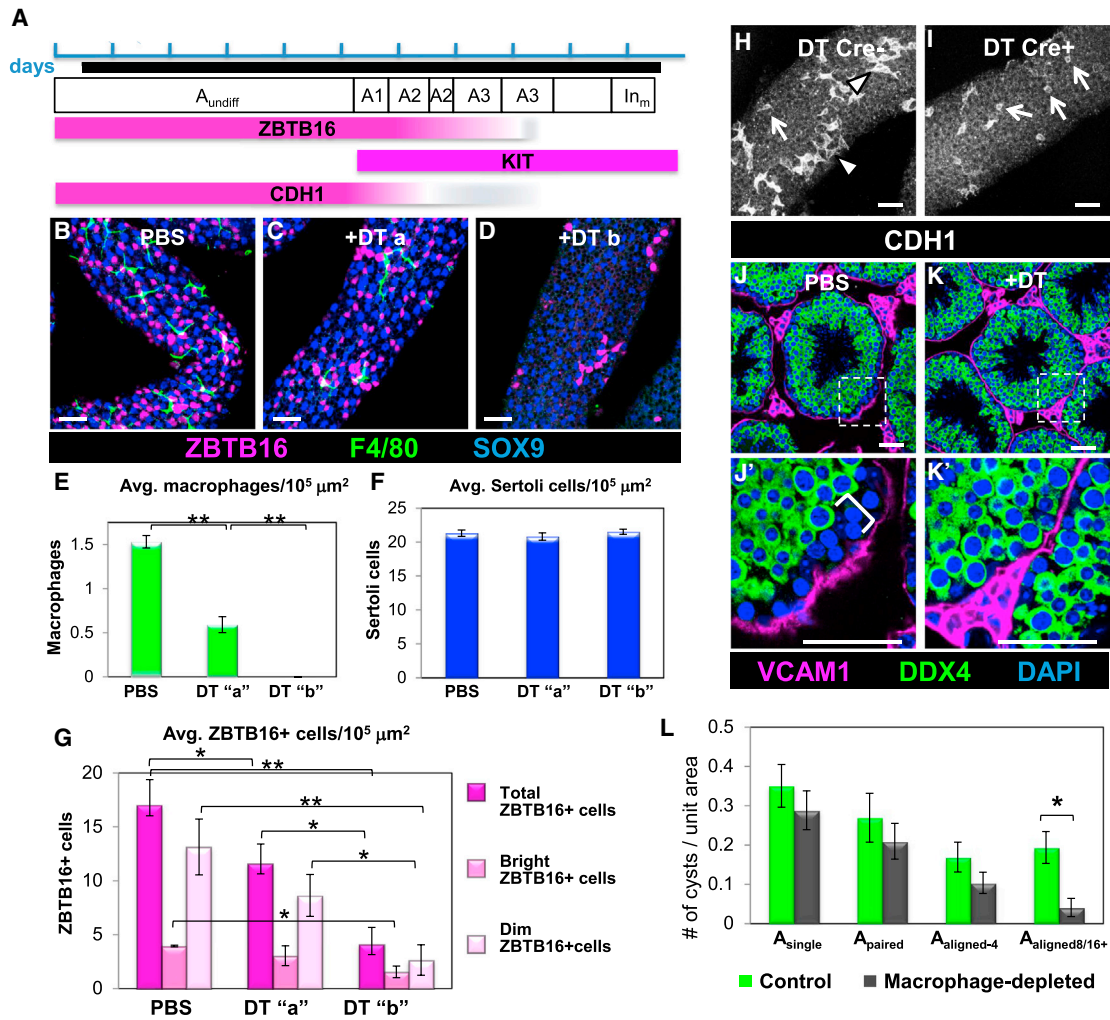 A
days
Aundiff A1 A2 A2 A3 A3 Inm
ZBTB16
KIT
CDH1
B PBS
C +DT a
D +DT b
ZBTB16 F4/80 SOX9
E Avg. macrophages/10⁵ μm²
Macrophages
1.5
1
0.5
0
** **
PBS DT “a” DT “b”
F Avg. Sertoli cells/10⁵ μm²
Sertoli cells
25
20
15
10
5
0
PBS DT “a” DT “b”
G Avg. ZBTB16+ cells/10⁵ μm²
ZBTB16+ cells
20
15
10
5
0
*
**
**
*
*
*
PBS DT “a” DT “b”
Total
ZBTB16+ cells
Bright
ZBTB16+ cells
Dim
ZBTB16+cells
H DT Cre-
I DT Cre+
CDH1
J PBS
K +DT
J’
K’
VCAM1 DDX4 DAPI
L
# of cysts / unit area
0.5
0.4
0.3
0.2
0.1
0
*
Asingle Apaired Aaligned-4 Aaligned8/16+
Control Macrophage-depleted